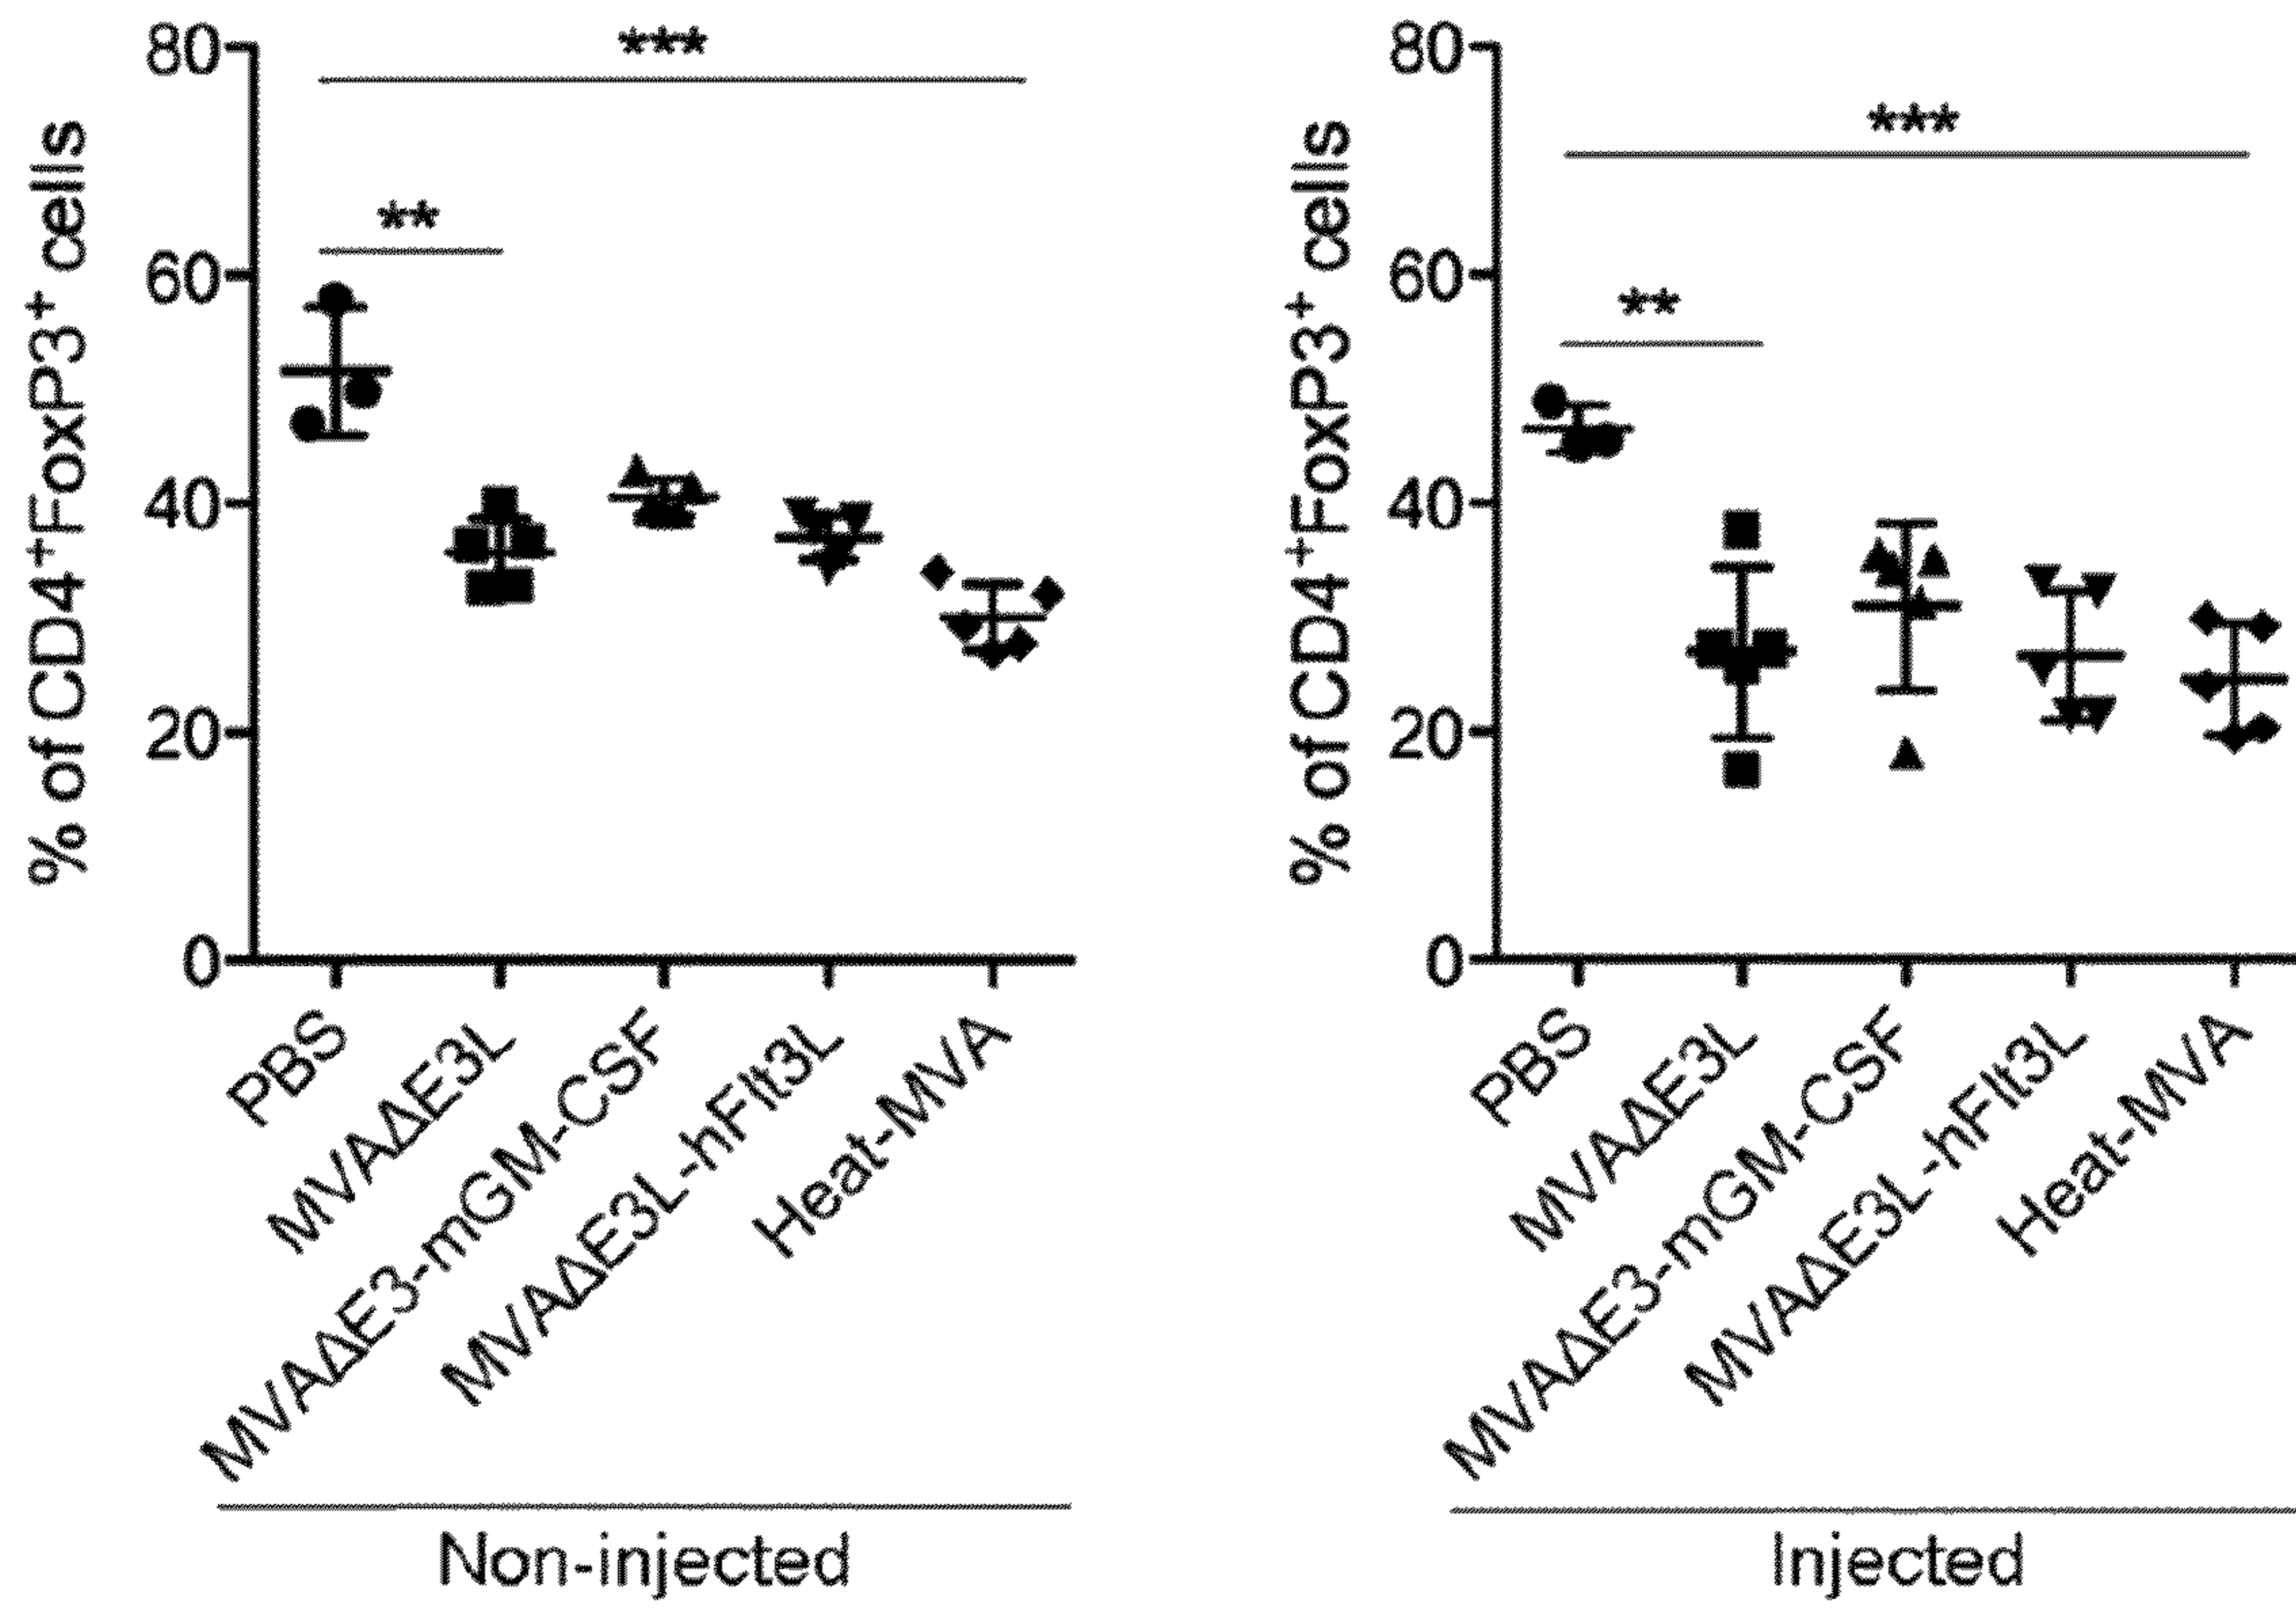 % of CD4+FoxP3+ cells
80
60
40
20
0
***
**
PBS
MVAΔE3L
MVAΔE3-mGM-CSF
MVAΔE3L-hFlt3L
Heat-MVA
Non-injected
% of CD4+FoxP3+ cells
80
60
40
20
0
***
**
PBS
MVAΔE3L
MVAΔE3-mGM-CSF
MVAΔE3L-hFlt3L
Heat-MVA
Injected